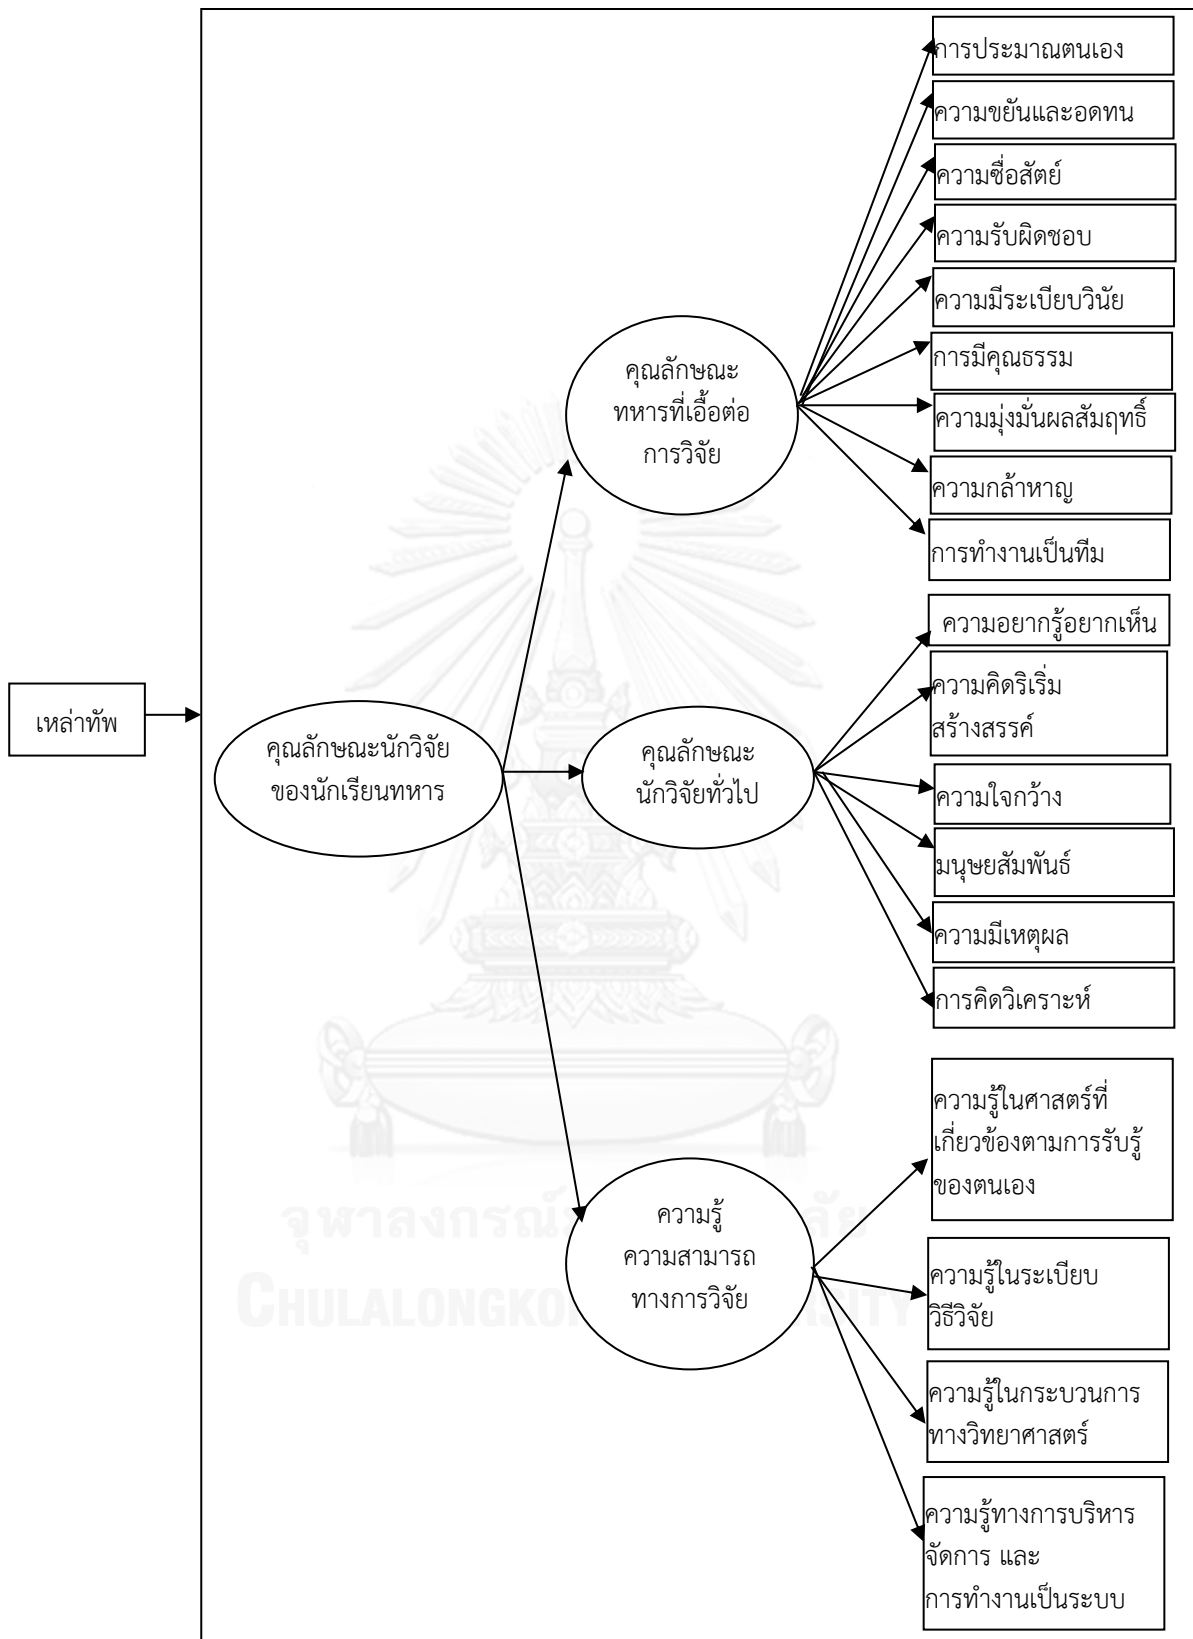 การประมาณตนเอง
ความขยันและอดทน
ความซื่อสัตย์
ความรับผิดชอบ
ความมีระเบียบวินัย
การมีคุณธรรม
ความมุ่งมั่นผลสัมฤทธิ์
ความกล้าหาญ
การทำงานเป็นทีม
คุณลักษณะ
ทหารที่เอื้อต่อ
การวิจัย
ความอยากรู้อยากเห็น
ความคิดริเริ่ม
สร้างสรรค์
ความใจกว้าง
มนุษยสัมพันธ์
ความมีเหตุผล
การคิดวิเคราะห์
เหล่าทัพ
คุณลักษณะนักวิจัย
ของนักเรียนทหาร
คุณลักษณะ
นักวิจัยทั่วไป
ความรู้ในศาสตร์ที่
เกี่ยวข้องตามการรับรู้
ของตนเอง
ความรู้
ความสามารถ
ทางการวิจัย
ความรู้ในระเบียบ
วิธีวิจัย
ความรู้ในกระบวนการ
ทางวิทยาศาสตร์
ความรู้ทางการบริหาร
จัดการ และ
การทำงานเป็นระบบ